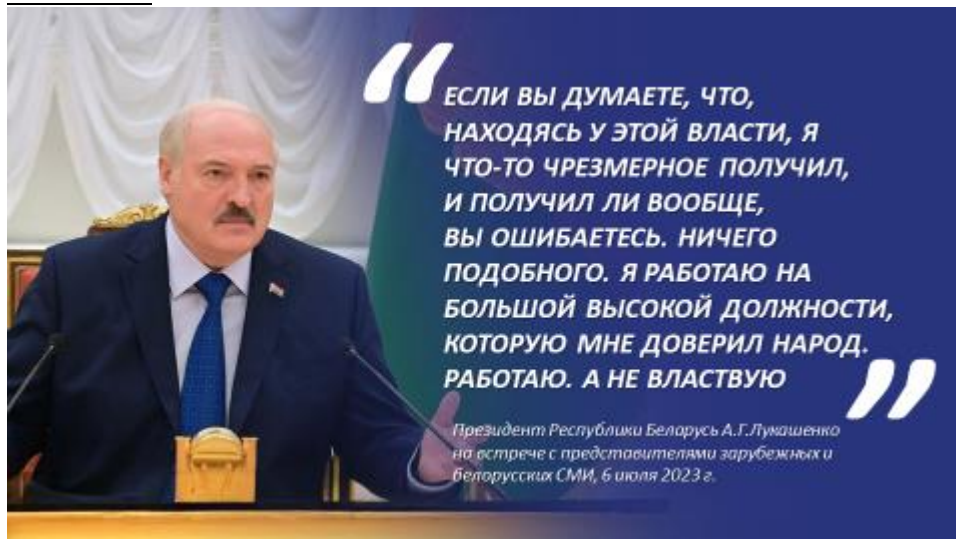 “
ЕСЛИ ВЫ ДУМАЕТЕ, ЧТО,
НАХОДЯСЬ У ЭТОЙ ВЛАСТИ, Я
ЧТО-ТО ЧРЕЗМЕРНОЕ ПОЛУЧИЛ,
И ПОЛУЧИЛ ЛИ ВООБЩЕ,
ВЫ ОШИБАЕТЕСЬ. НИЧЕГО
ПОДОБНОГО. Я РАБОТАЮ НА
БОЛЬШОЙ ВЫСОКОЙ ДОЛЖНОСТИ,
КОТОРУЮ МНЕ ДОВЕРИЛ НАРОД.
РАБОТАЮ. А НЕ ВЛАСТВУЮ
”
Президент Республики Беларусь А.Г.Лукашенко
на встрече с представителями зарубежных и
белорусских СМИ, 6 июля 2023 г.